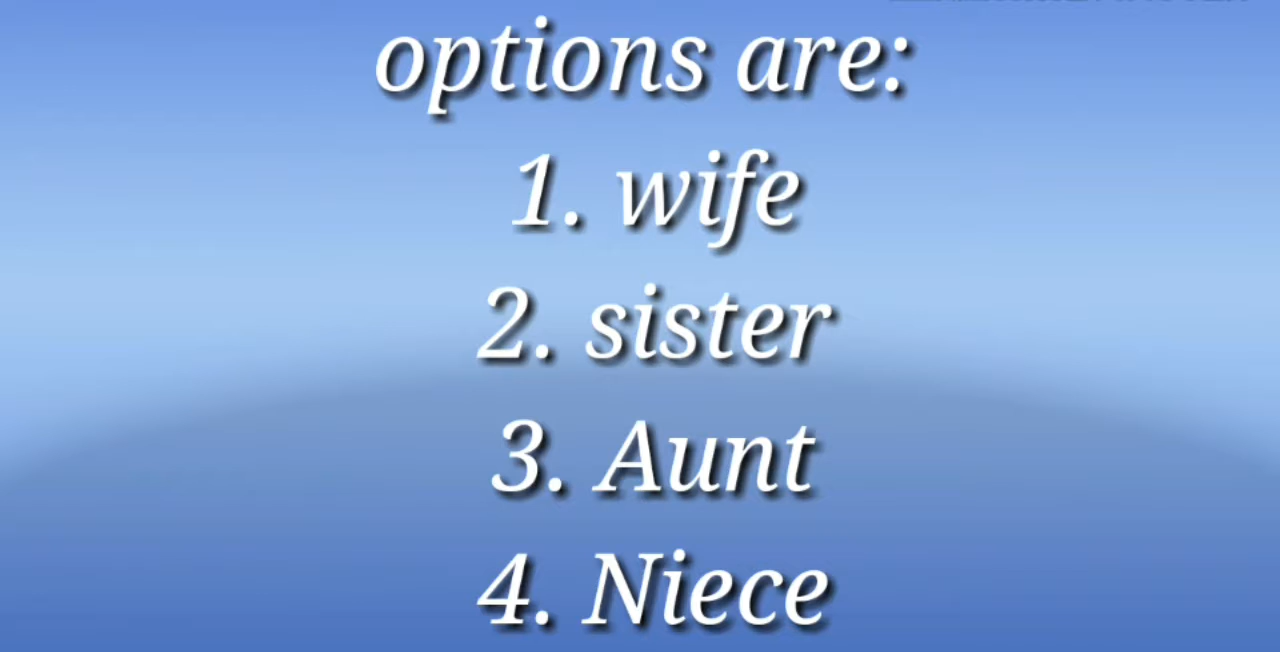 options are:
1. wife
2. sister
3. Aunt
4. Niece